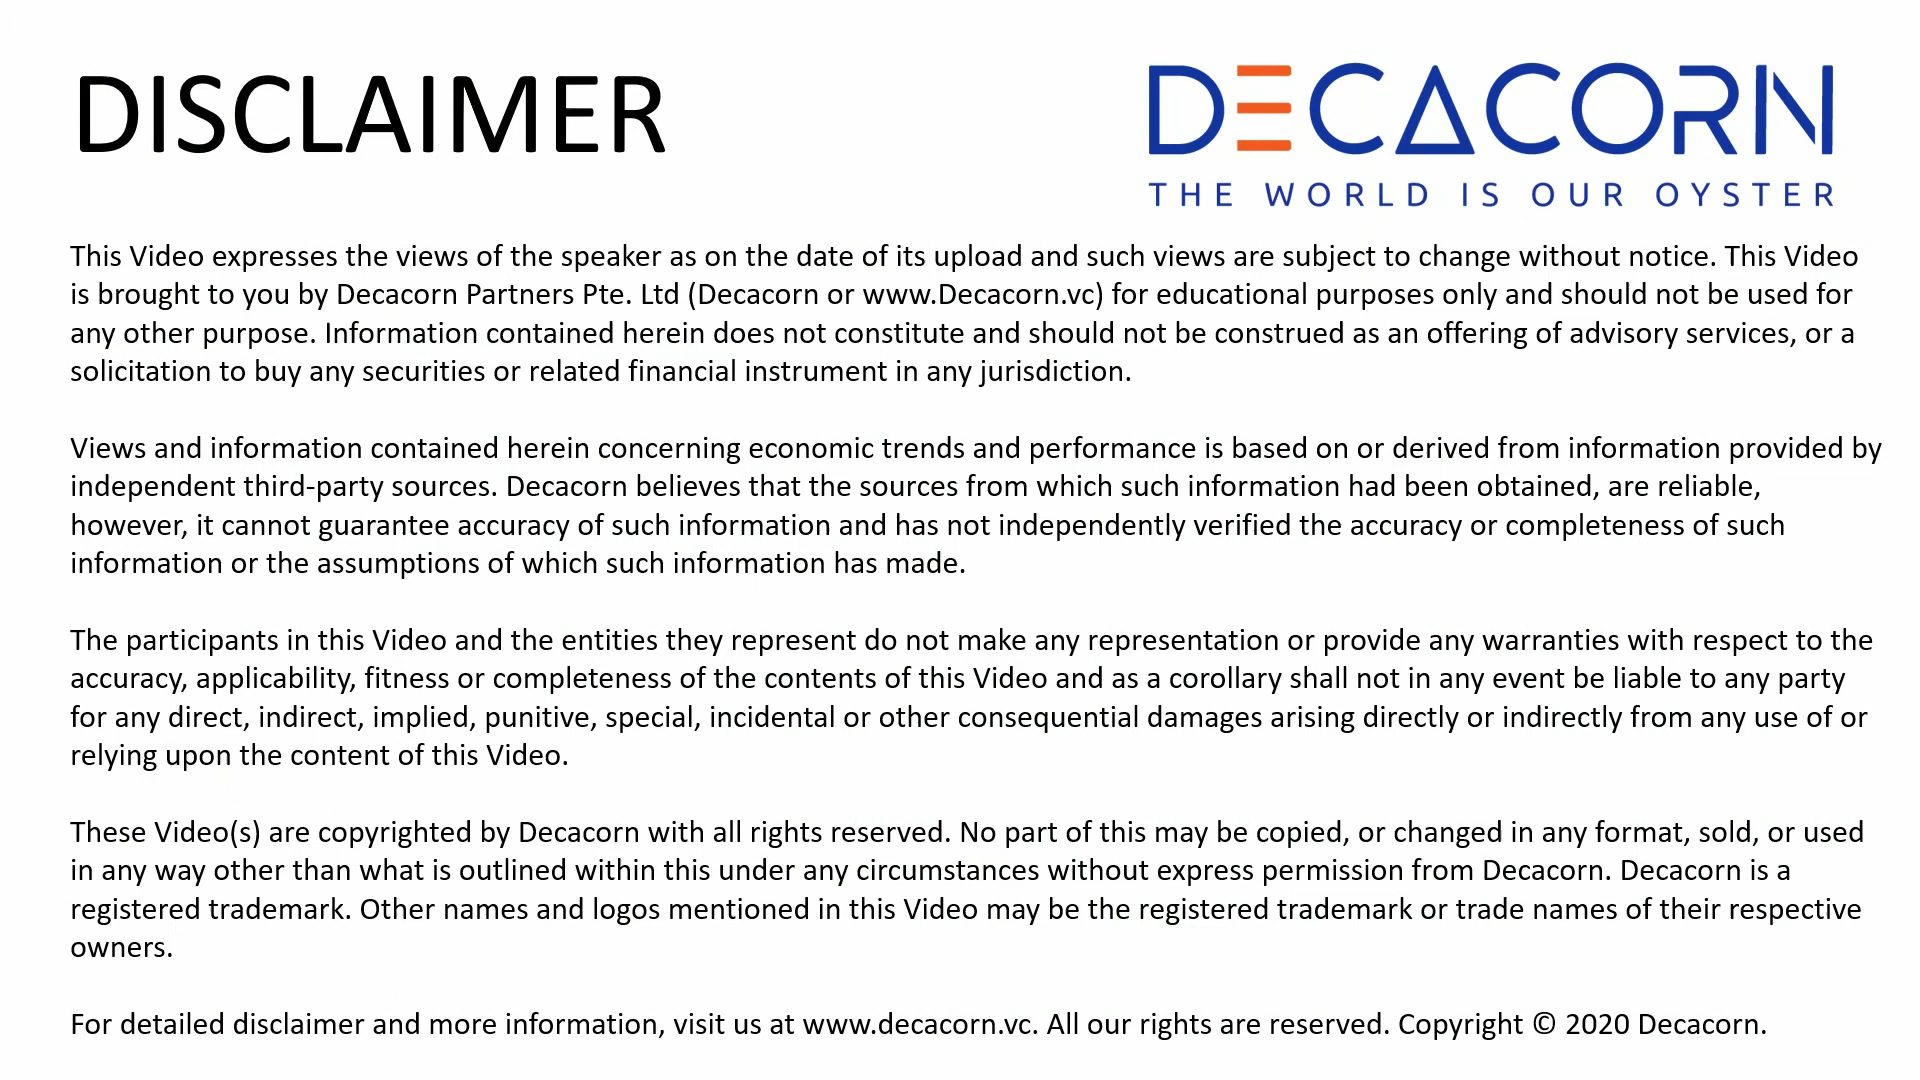 DISCLAIMER
DECACORN
THE WORLD IS OUR OYSTER
This Video expresses the views of the speaker as on the date of its upload and such views are subject to change without notice. This Video
is brought to you by Decacorn Partners Pte. Ltd (Decacorn or www.Decacorn.vc) for educational purposes only and should not be used for
any other purpose. Information contained herein does not constitute and should not be construed as an offering of advisory services, or a
solicitation to buy any securities or related financial instrument in any jurisdiction.
Views and information contained herein concerning economic trends and performance is based on or derived from information provided by
independent third-party sources. Decacorn believes that the sources from which such information had been obtained, are reliable,
however, it cannot guarantee accuracy of such information and has not independently verified the accuracy or completeness of such
information or the assumptions of which such information has made.
The participants in this Video and the entities they represent do not make any representation or provide any warranties with respect to the
accuracy, applicability, fitness or completeness of the contents of this Video and as a corollary shall not in any event be liable to any party
for any direct, indirect, implied, punitive, special, incidental or other consequential damages arising directly or indirectly from any use of or
relying upon the content of this Video.
These Video(s) are copyrighted by Decacorn with all rights reserved. No part of this may be copied, or changed in any format, sold, or used
in any way other than what is outlined within this under any circumstances without express permission from Decacorn. Decacorn is a
registered trademark. Other names and logos mentioned in this Video may be the registered trademark or trade names of their respective
owners.
For detailed disclaimer and more information, visit us at www.decacorn.vc. All our rights are reserved. Copyright © 2020 Decacorn.